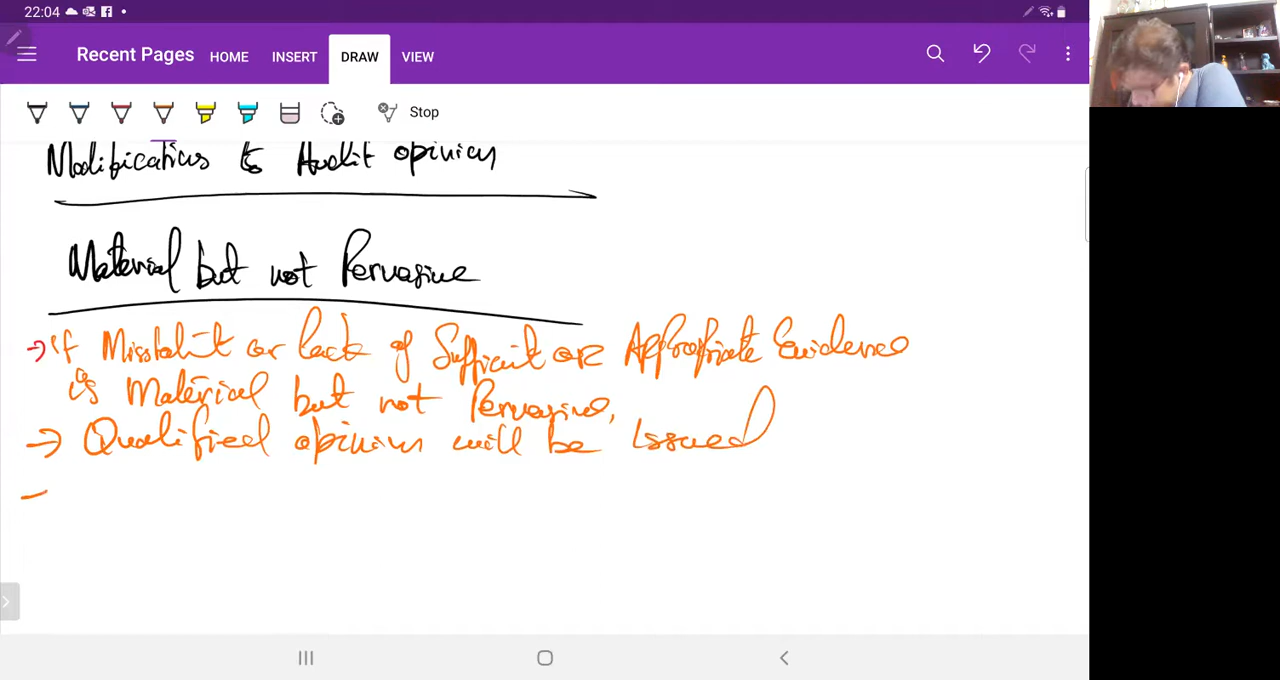 22:04
Recent Pages HOME INSERT DRAW VIEW
Stop
Modifications to Audit opinion
Material but not Pervasive
If or lack of Sufficient or Appropriate Evidence
is Material but not Pervasive,
Qualified opinion will be Issued